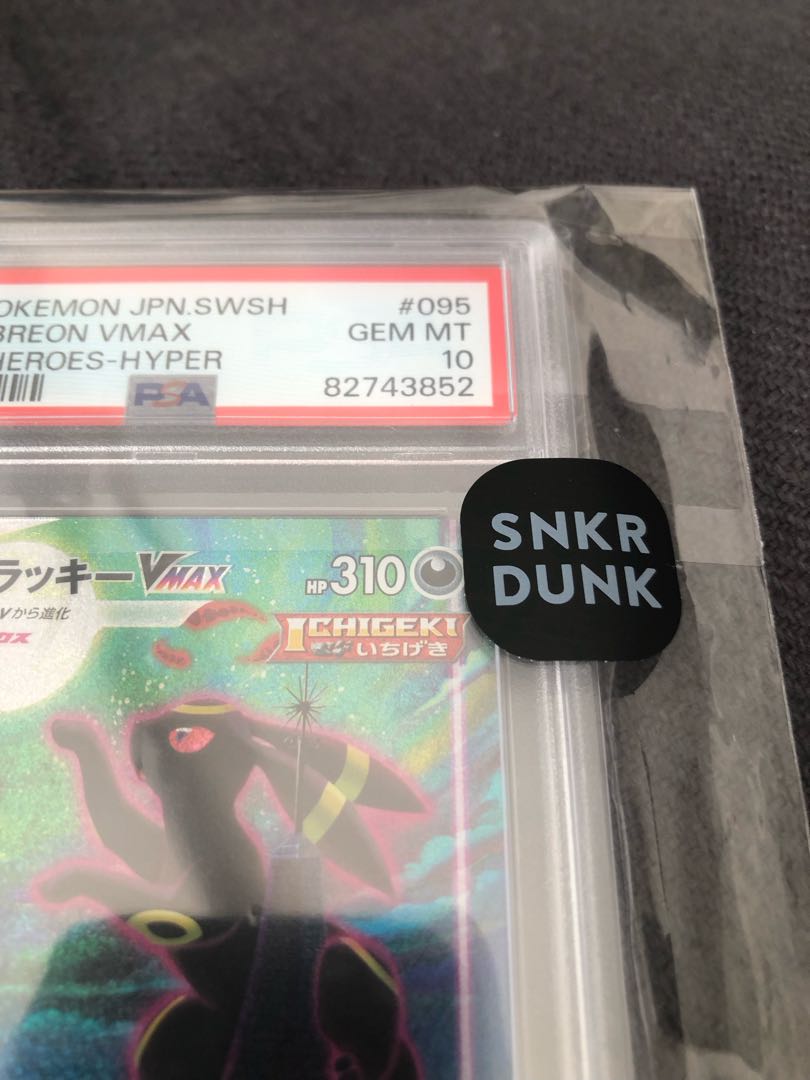 OKEMON JPN.SWSH #095
BREON VMAX GEM MT
HEROES-HYPER 10
PSA 82743852
SNKR
DUNK
ラッキーVMAX HP310
Vから進化
ICHIGEKI
いちげき